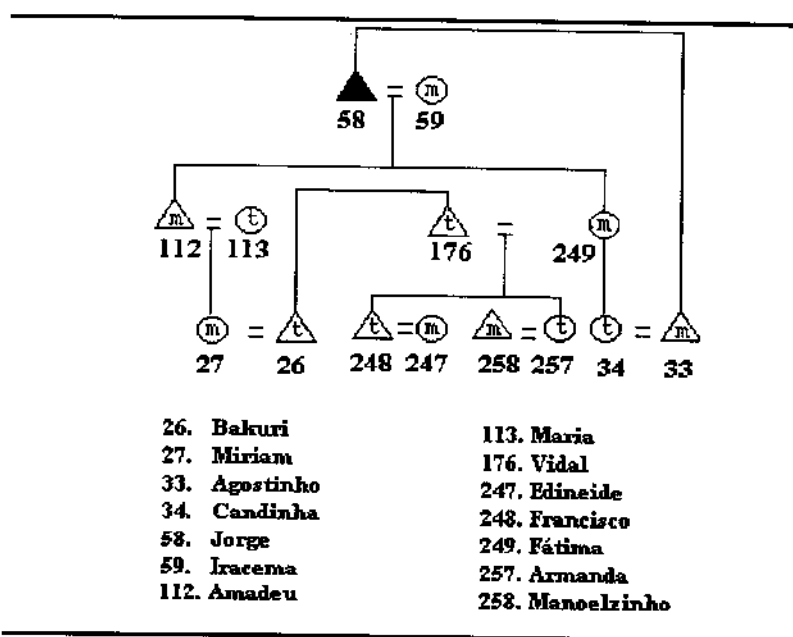 m
58 59
m t t m
112 113 176 249
m t t m m t t m
27 26 248 247 258 257 34 33
26. Bakuri
27. Miriam
33. Agostinho
34. Candinha
58. Jorge
59. Iracema
112. Amadeu
113. Maria
176. Vidal
247. Edineide
248. Francisco
249. Fátima
257. Armanda
258. Manoelzinho